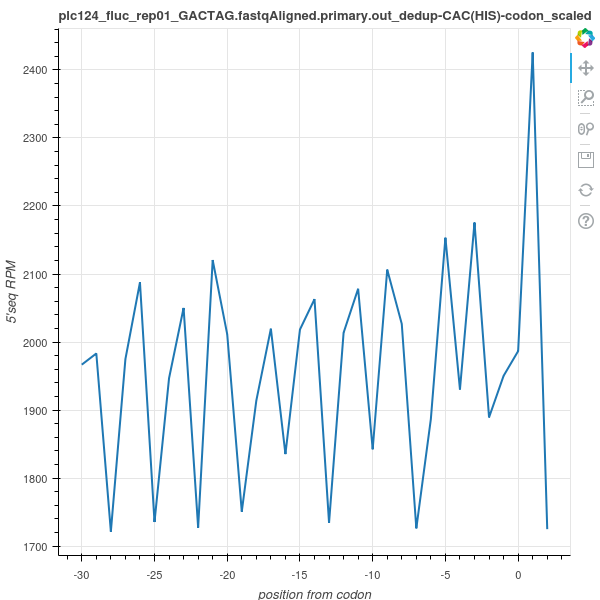 plc124_fluc_rep01_GACTAG.fastqAligned.primary.out_dedup-CAC(HIS)-codon_scaled
2400
2300
2200
2100
2000
1900
1800
1700
5'seq RPM
-30 -25 -20 -15 -10 -5 0
position from codon